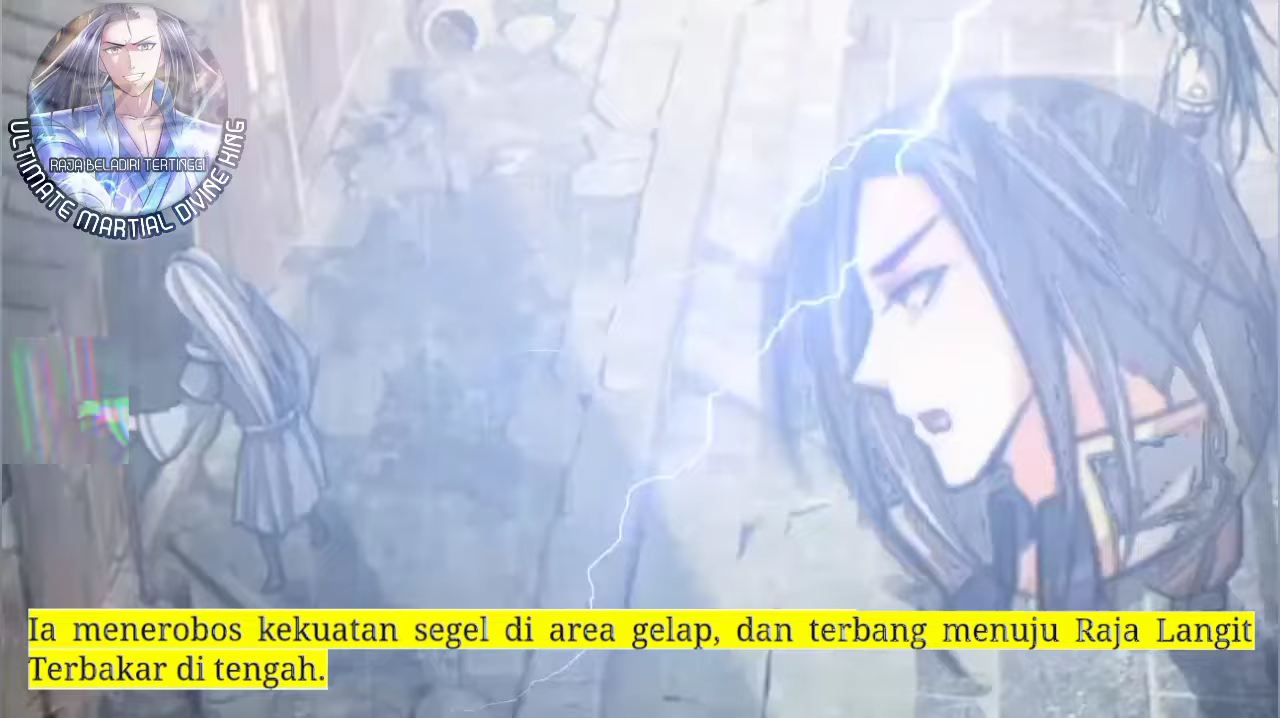 RAJA BELADIRI TERTINGGI
ULTIMATE MARTIAL DIVINE KING
Ia menerobos kekuatan segel di area gelap, dan terbang menuju Raja Langit
Terbakar di tengah.